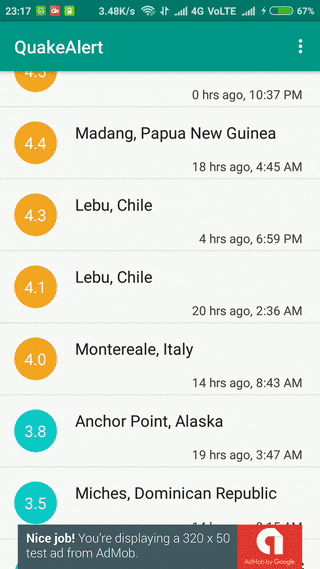 23:17 3.48K/s 4G VoLTE 67%
QuakeAlert
4.5
0 hrs ago, 10:37 PM
4.4 Madang, Papua New Guinea
18 hrs ago, 4:45 AM
4.3 Lebu, Chile
4 hrs ago, 6:59 PM
4.1 Lebu, Chile
20 hrs ago, 2:36 AM
4.0 Montereale, Italy
14 hrs ago, 8:43 AM
3.8 Anchor Point, Alaska
19 hrs ago, 3:47 AM
3.5 Miches, Dominican Republic
Nice job! You're displaying a 320 x 50
test ad from AdMob.
AdMob by Google